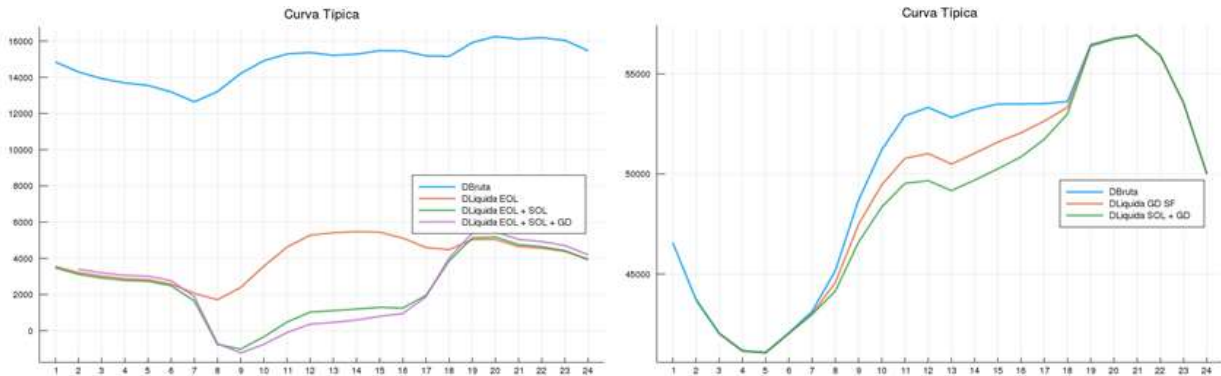 Curva Típica
16000
14000
12000
10000
8000
6000
4000
2000
0
DBruta
DLiquida EOL
DLiquida EOL + SOL
DLiquida EOL + SOL + GD
1 2 3 4 5 6 7 8 9 10 11 12 13 14 15 16 17 18 19 20 21 22 23 24
Curva Típica
55000
50000
45000
DBruta
DLiquida GD SF
DLiquida SOL + GD
1 2 3 4 5 6 7 8 9 10 11 12 13 14 15 16 17 18 19 20 21 22 23 24